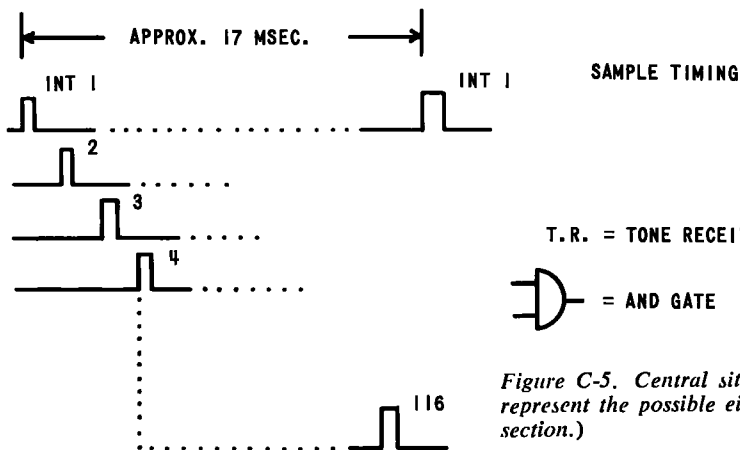 APPROX. 17 MSEC.
INT 1
INT 1
SAMPLE TIMING
2
3
T.R. = TONE RECEI
4
= AND GATE
Figure C-5. Central sit
represent the possible ei
section.)
116